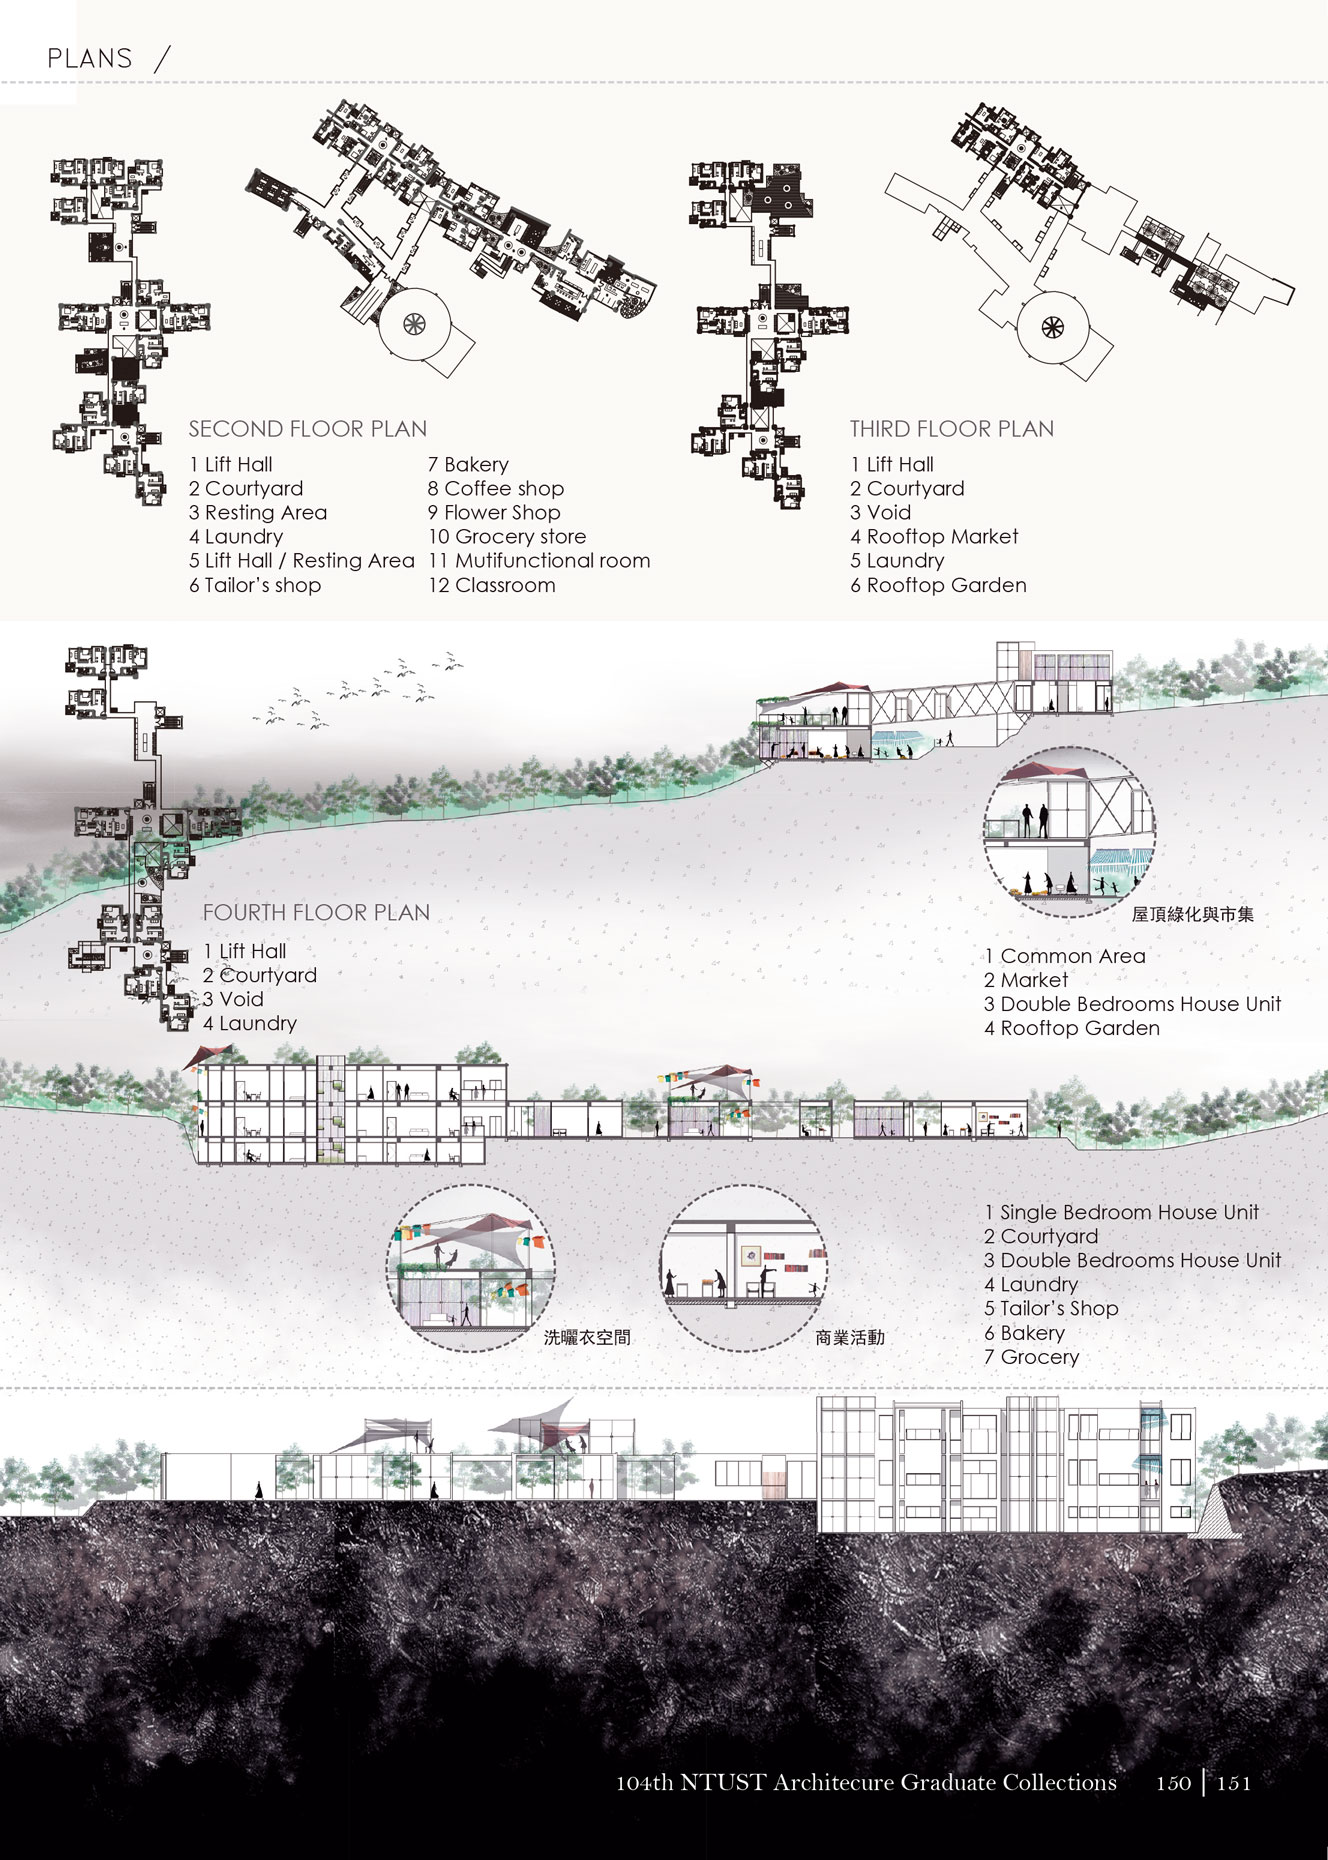 PLANS /
SECOND FLOOR PLAN
1 Lift Hall
2 Courtyard
3 Resting Area
4 Laundry
5 Lift Hall / Resting Area
6 Tailor's shop
7 Bakery
8 Coffee shop
9 Flower Shop
10 Grocery store
11 Mutifunctional room
12 Classroom
THIRD FLOOR PLAN
1 Lift Hall
2 Courtyard
3 Void
4 Rooftop Market
5 Laundry
6 Rooftop Garden
FOURTH FLOOR PLAN
1 Lift Hall
2 Courtyard
3 Void
4 Laundry
屋頂綠化與市集
1 Common Area
2 Market
3 Double Bedrooms House Unit
4 Rooftop Garden
洗曬衣空間
商業活動
1 Single Bedroom House Unit
2 Courtyard
3 Double Bedrooms House Unit
4 Laundry
5 Tailor's Shop
6 Bakery
7 Grocery
104th NTUST Architecure Graduate Collections 150 | 151